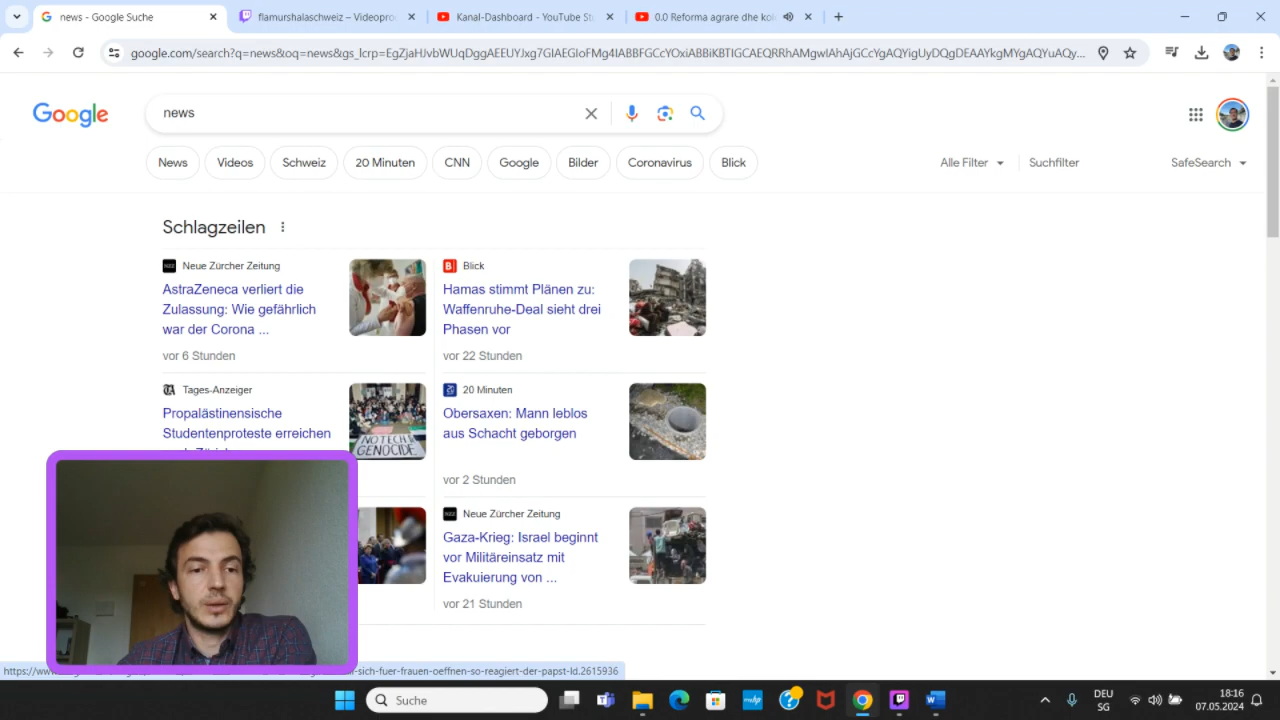 news - Google Suche
flamurshalaschweiz – Videoproc
Kanal-Dashboard - YouTube St
0.0 Reforma agrare dhe kol
google.com/search?q=news&oq=news&gs_lcrp=EgZjaHJvbWUqDggAEEUYJxg7GIAEGIoFMg4IABBFGCcYOxiABBiKBTIGCAEQRRhAMgwIAhAjGCcYgAQYigUyDQgDEAAYkgMYgAQYuAQy...
Google
news
News
Videos
Schweiz
20 Minuten
CNN
Google
Bilder
Coronavirus
Blick
Alle Filter
Suchfilter
SafeSearch
Schlagzeilen
Neue Zürcher Zeitung
AstraZeneca verliert die
Zulassung: Wie gefährlich
war der Corona ...
vor 6 Stunden
Blick
Hamas stimmt Plänen zu:
Waffenruhe-Deal sieht drei
Phasen vor
vor 22 Stunden
Tages-Anzeiger
Propalästinensische
Studentenproteste erreichen
NOTECH
GENOCIDE
20 Minuten
Obersaxen: Mann leblos
aus Schacht geborgen
vor 2 Stunden
Neue Zürcher Zeitung
Gaza-Krieg: Israel beginnt
vor Militäreinsatz mit
Evakuierung von ...
vor 21 Stunden
https://www.
-sich-fuer-frauen-oeffnen-so-reagiert-der-papst-ld.2615936
Suche
DEU
SG
18:16
07.05.2024